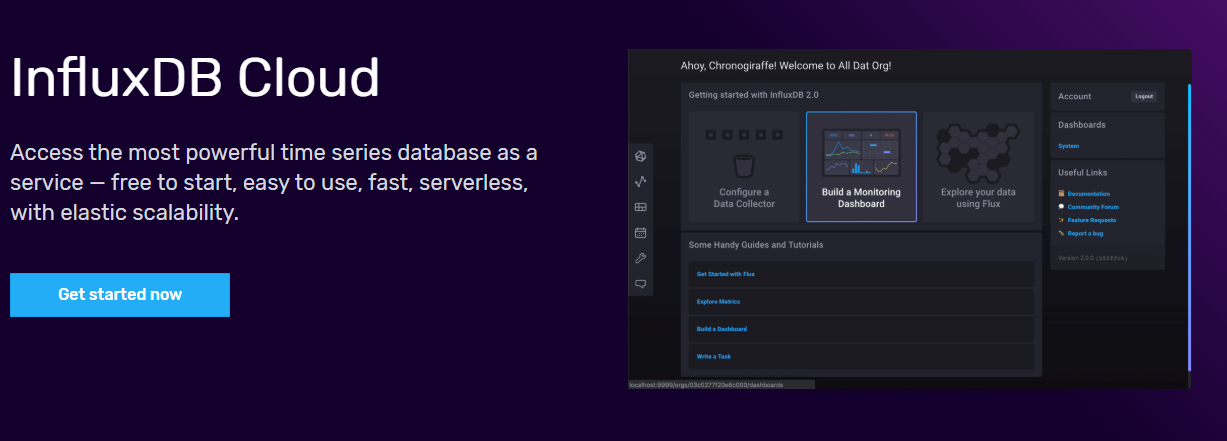 InfluxDB Cloud
Access the most powerful time series database as a
service — free to start, easy to use, fast, serverless,
with elastic scalability.
Get started now
Ahoy, Chronogiraffe! Welcome to All Dat Org!
Getting started with InfluxDB 2.0
Configure a
Data Collector
Build a Monitoring
Dashboard
Explore your data
using Flux
Some Handy Guides and Tutorials
Get Started with Flux
Explore Metrics
Build a Dashboard
Write a Task
Account
Logout
Dashboards
System
Useful Links
Documentation
Community Forum
Feature Requests
Report a bug
Version 2.0.0
localhost:9999/orgs/03c0277f20e6c000/dashboards